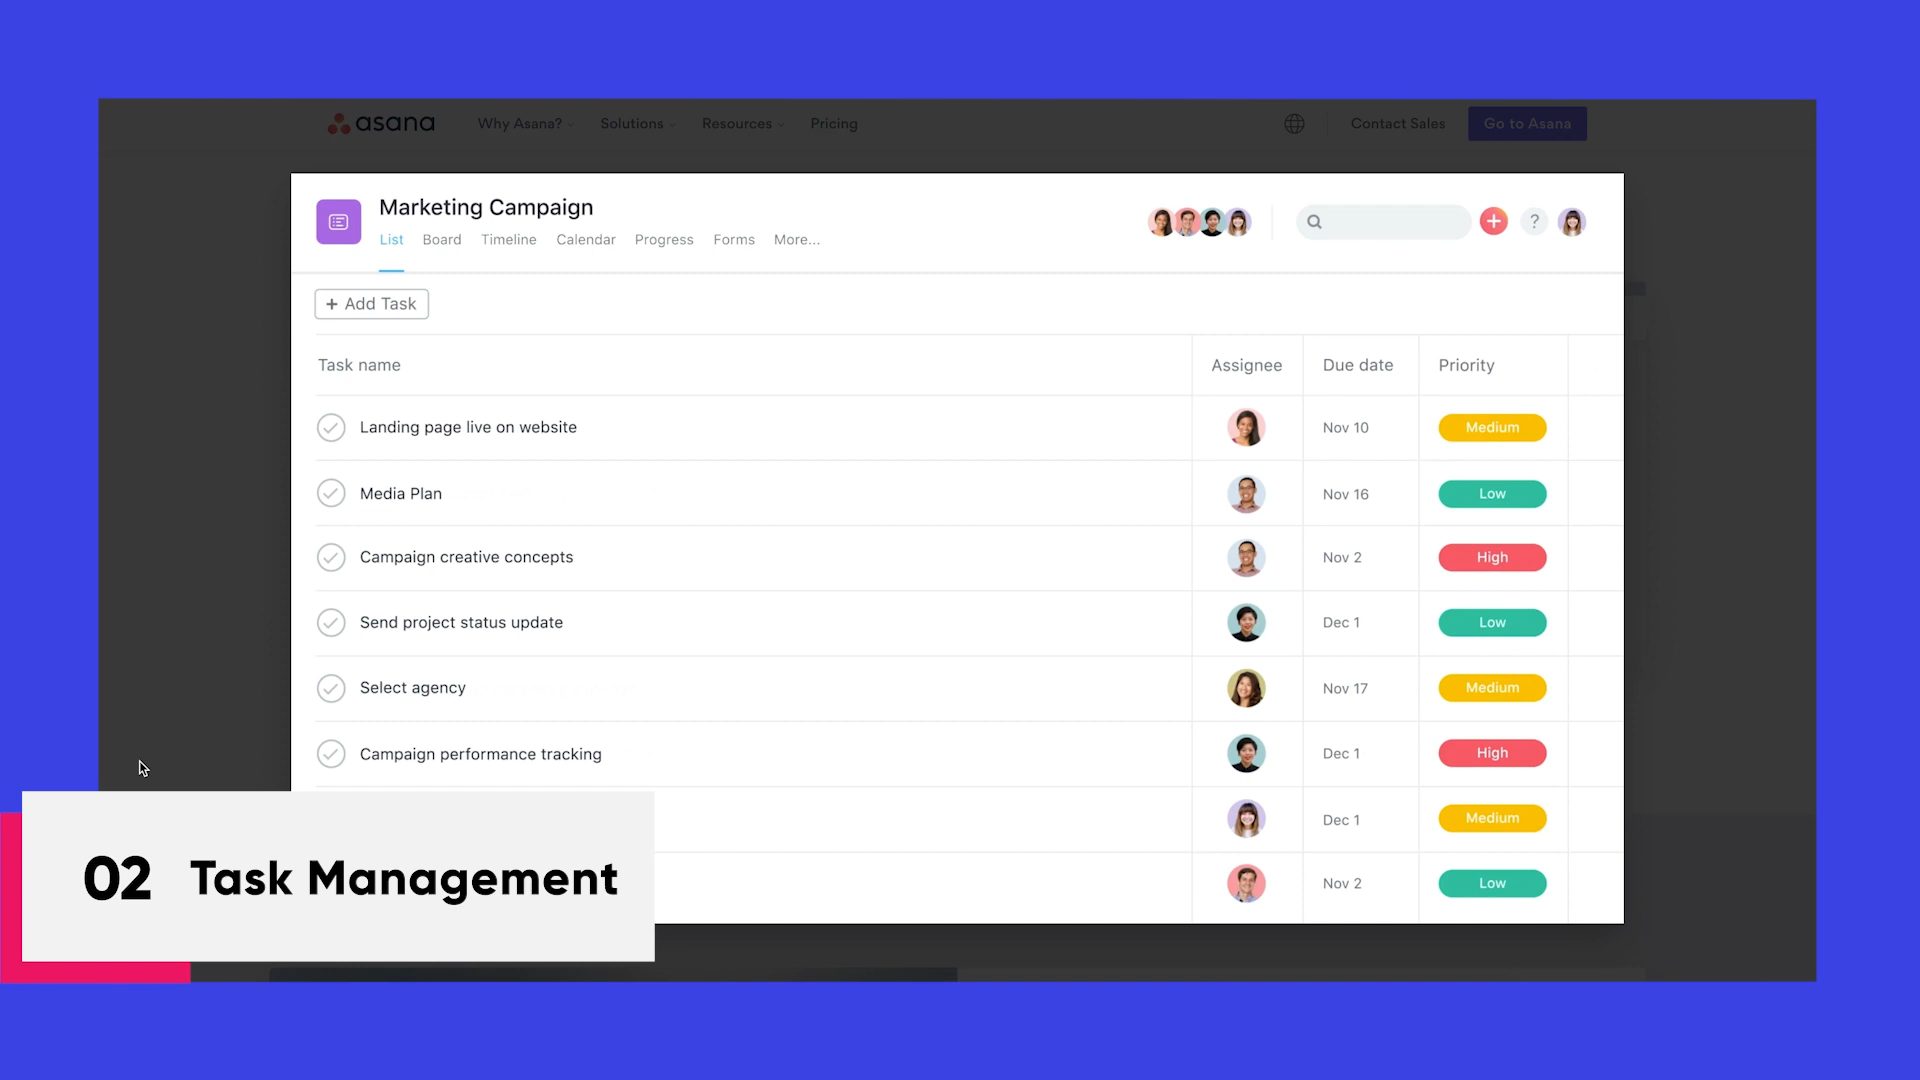 asana Why Asana? Solutions Resources Pricing Contact Sales Go to Asana
Marketing Campaign
List Board Timeline Calendar Progress Forms More...
?
+ Add Task
Task name Assignee Due date Priority
Landing page live on website Nov 10 Medium
Media Plan Nov 16 Low
Campaign creative concepts Nov 2 High
Send project status update Dec 1 Low
Select agency Nov 17 Medium
Campaign performance tracking Dec 1 High
Dec 1 Medium
Nov 2 Low
02 Task Management